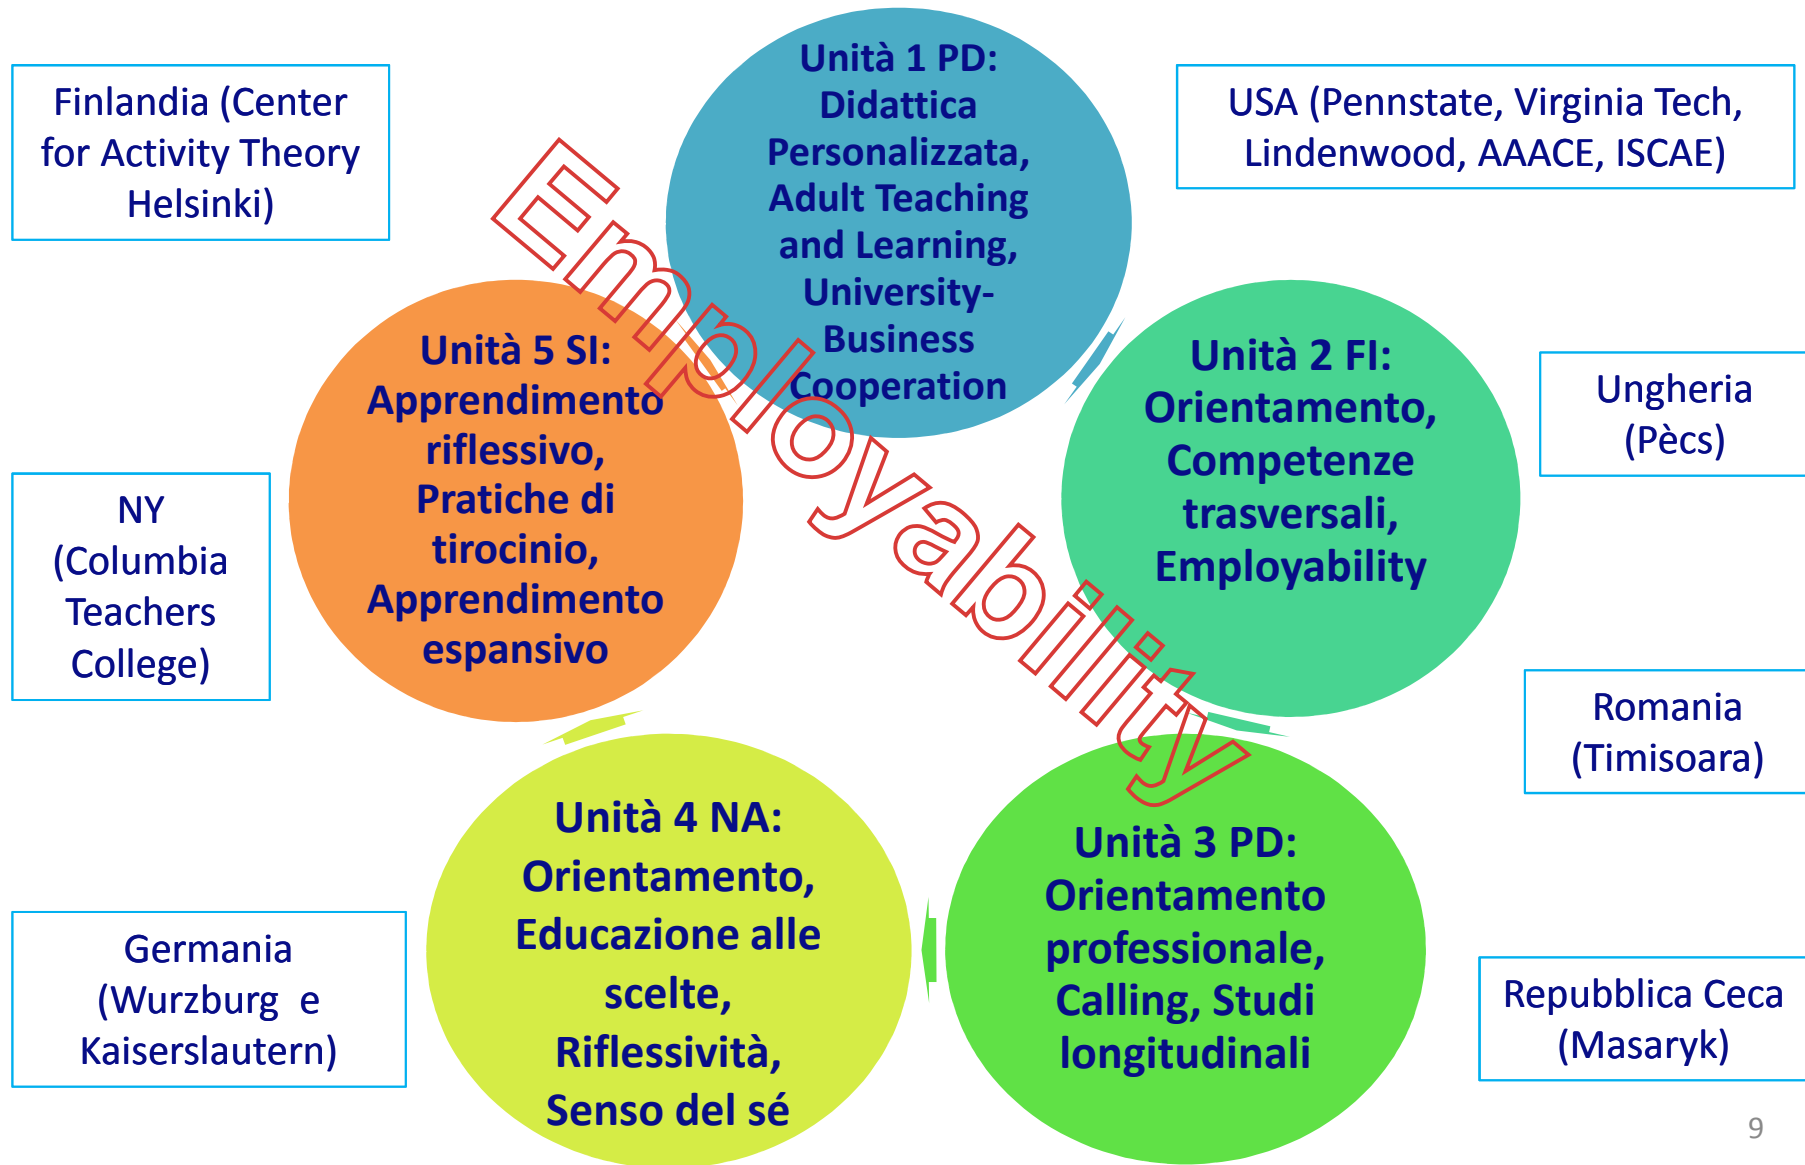 Unità 1 PD:
Didattica
Personalizzata,
Adult Teaching
and Learning,
University-
Business
Cooperation
Finlandia (Center
for Activity Theory
Helsinki)
USA (Pennstate, Virginia Tech,
Lindenwood, AAACE, ISCAE)
Employability
Unità 5 SI:
Apprendimento
riflessivo,
Pratiche di
tirocinio,
Apprendimento
espansivo
Unità 2 FI:
Orientamento,
Competenze
trasversali,
Employability
Ungheria
(Pècs)
NY
(Columbia
Teachers
College)
Romania
(Timisoara)
Unità 4 NA:
Orientamento,
Educazione alle
scelte,
Riflessività,
Senso del sé
Unità 3 PD:
Orientamento
professionale,
Calling, Studi
longitudinali
Germania
(Wurzburg e
Kaiserslautern)
Repubblica Ceca
(Masaryk)
9